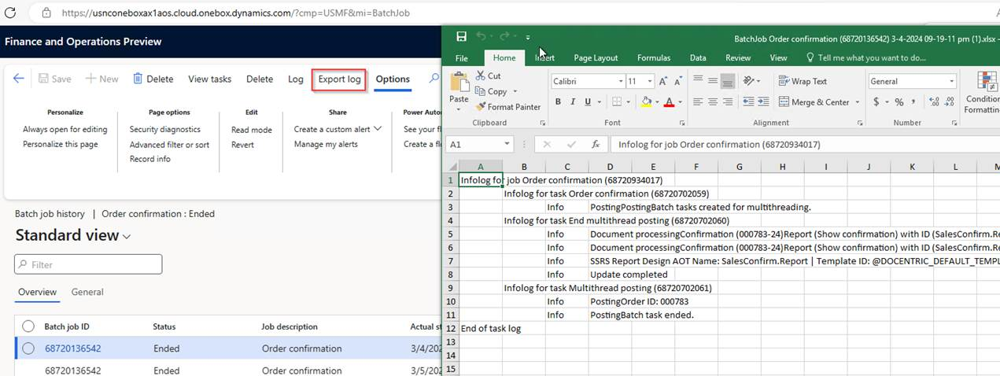 https://usnconeboxax1aos.cloud.onebox.dynamics.com/?cmp=USMF&mi=BatchJob
Finance and Operations Preview
Save New Delete View tasks Delete Log Export log Options
Personalize
Always open for editing
Personalize this page
Page options
Security diagnostics
Advanced filter or sort
Record info
Edit
Read mode
Revert
Share
Create a custom alert
Manage my alerts
Power Auto
See your fl
Create a fl
Batch job history | Order confirmation : Ended
Standard view
Filter
Overview General
Batch job ID Status Job description Actual st
68720136542 Ended Order confirmation 3/4/202
68720136542 Ended Order confirmation 3/5/202
BatchJob Order confirmation (68720136542) 3-4-2024 09-19-11 pm (1).xlsx -
File Home Insert Page Layout Formulas Data Review View Tell me what you want to do...
Paste
Cut
Copy
Format Painter
Clipboard
Calibri 11 A A
B I U A
Font
Wrap Text
Merge & Center
Alignment
General
$ % , .00 .00
Number
Condition
Formatting
A1 fx Infolog for job Order confirmation (68720934017)
A B C D E F G H I J K L M
1 Infolog for job Order confirmation (68720934017)
2 Infolog for task Order confirmation (68720702059)
3 Info PostingPostingBatch tasks created for multithreading.
4 Infolog for task End multithread posting (68720702060)
5 Info Document processingConfirmation (000783-24)Report (Show confirmation) with ID (SalesConfirm.Re
6 Info Document processingConfirmation (000783-24)Report (Show confirmation) with ID (SalesConfirm.Re
7 Info SSRS Report Design AOT Name: SalesConfirm.Report | Template ID: @DOCENTRIC_DEFAULT_TEMPL
8 Info Update completed
9 Infolog for task Multithread posting (68720702061)
10 Info PostingOrder ID: 000783
11 Info PostingBatch task ended.
12 End of task log
13
14
15